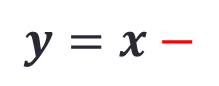 y = x −